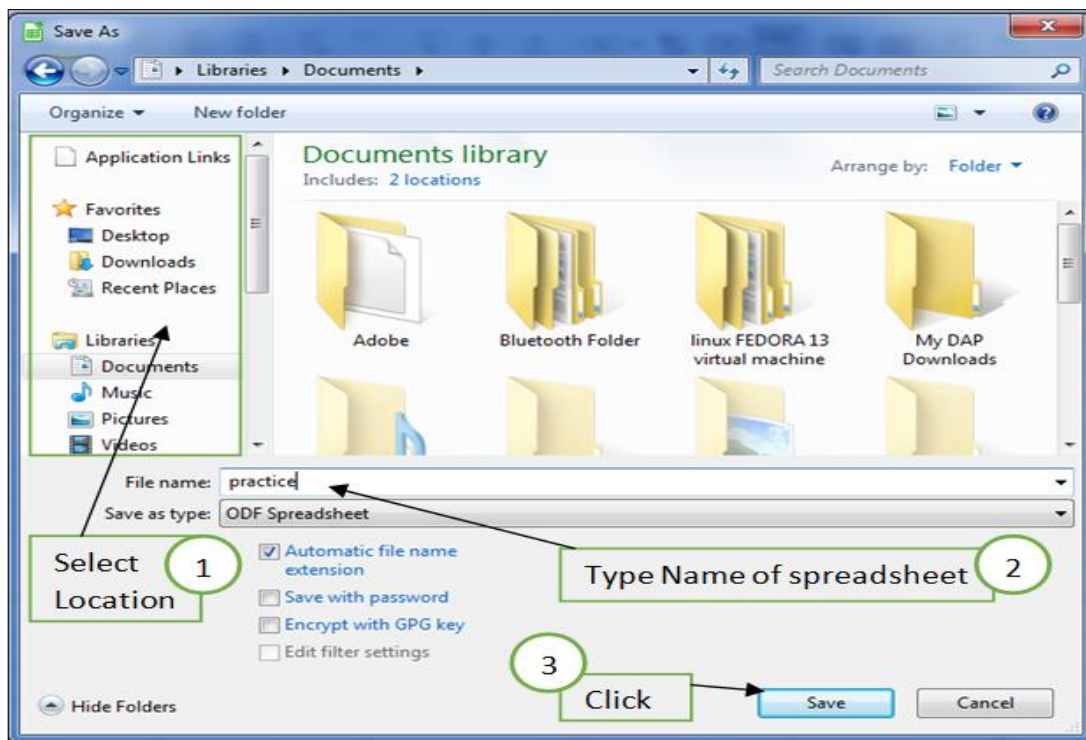 Save As
Libraries Documents
Search Documents
Organize New folder
Application Links
Favorites
Desktop
Downloads
Recent Places
Libraries
Documents
Music
Pictures
Videos
Documents library
Includes: 2 locations
Arrange by: Folder
Adobe
Bluetooth Folder
linux FEDORA 13
virtual machine
My DAP
Downloads
File name: practice
Save as type: ODF Spreadsheet
Select
Location
1
Automatic file name
extension
Save with password
Encrypt with GPG key
Edit filter settings
Type Name of spreadsheet
2
3
Click
Hide Folders
Save
Cancel